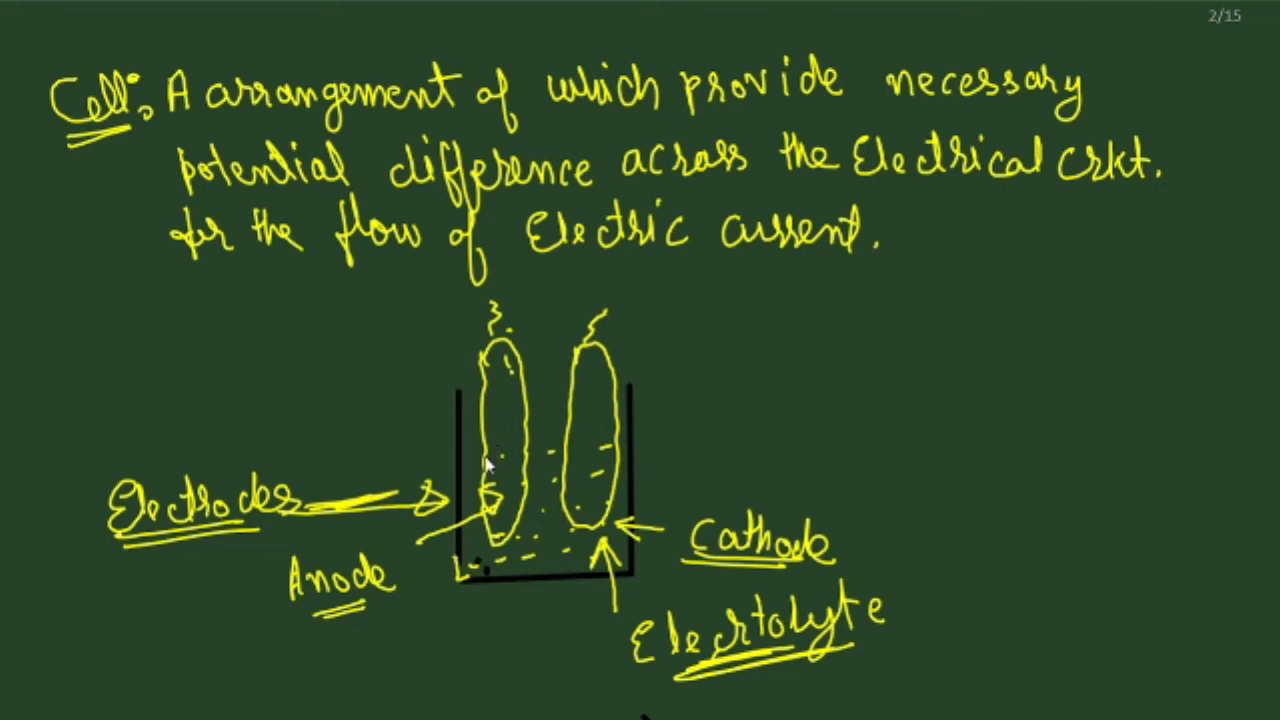 2/15
Cell:, A arrangement of which provide necessary
potential difference across the Electrical crkt.
for the flow of Electric current.
Electrodes
Anode
Cathode
Electolyte